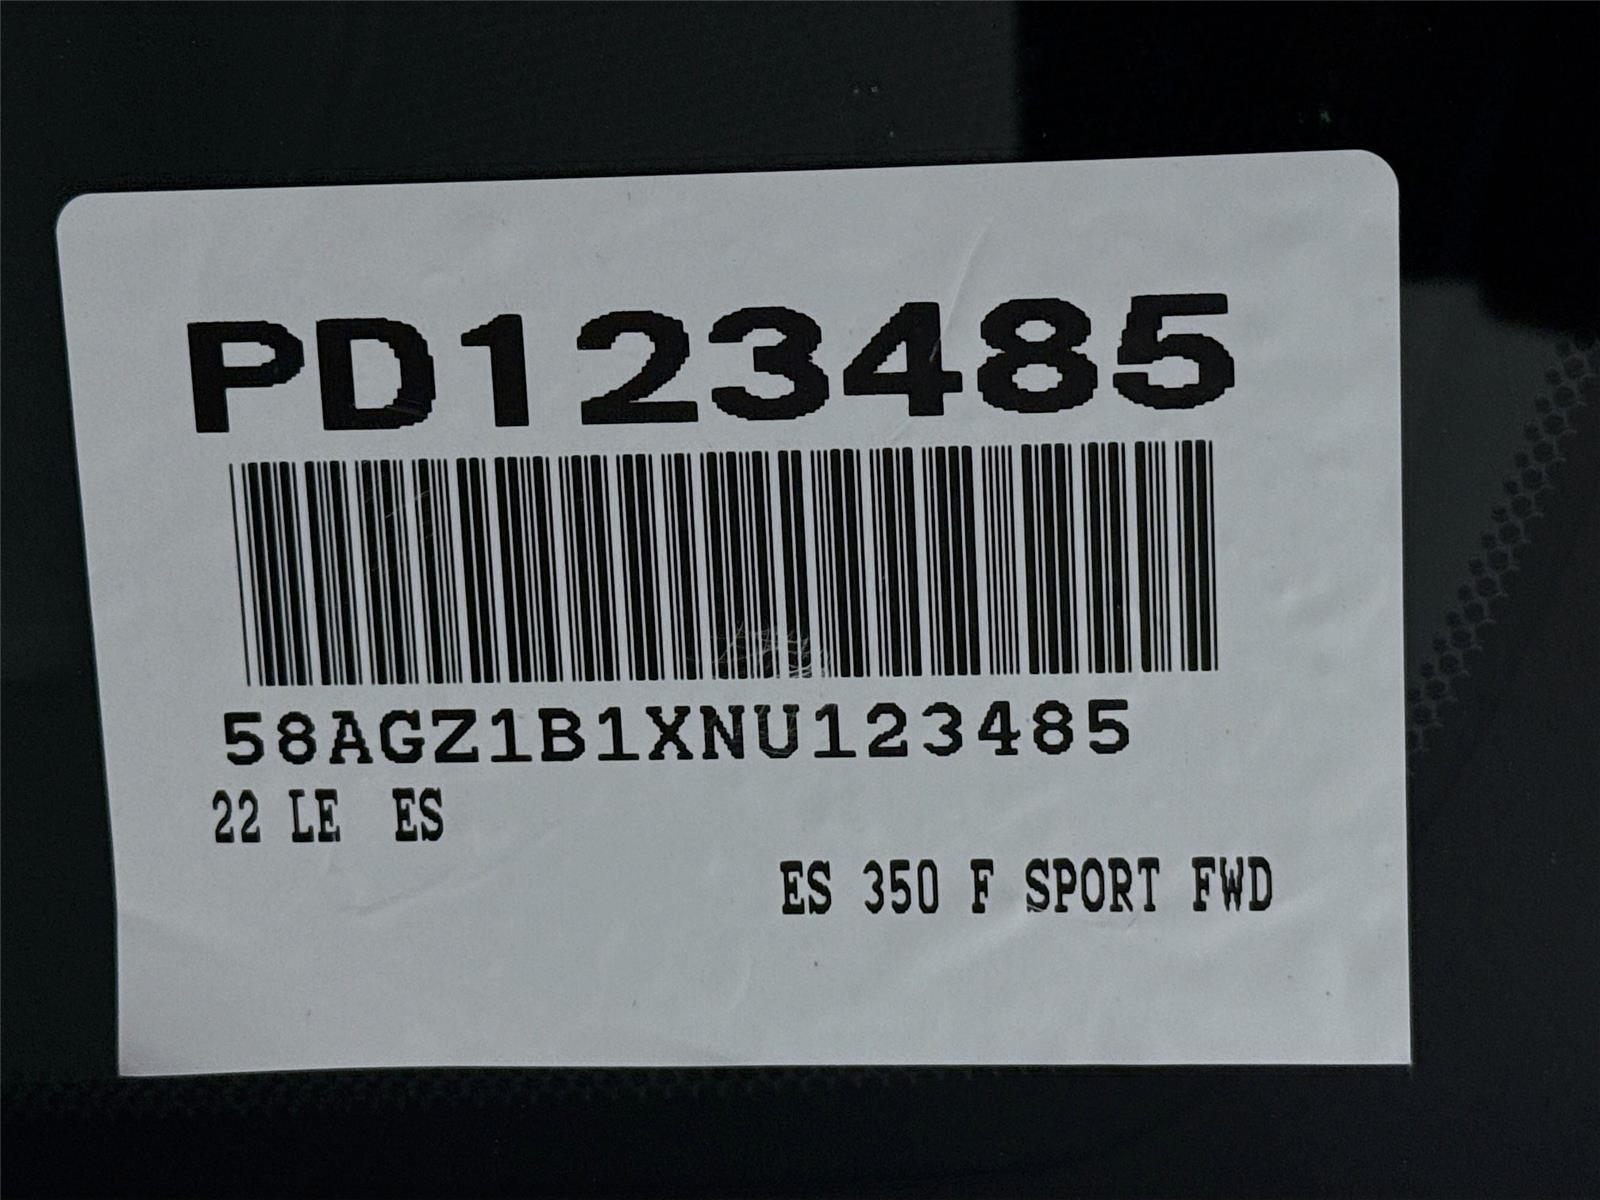 PD123485
58AGZ1B1XNU123485
22 LE ES
ES 350 F SPORT FWD